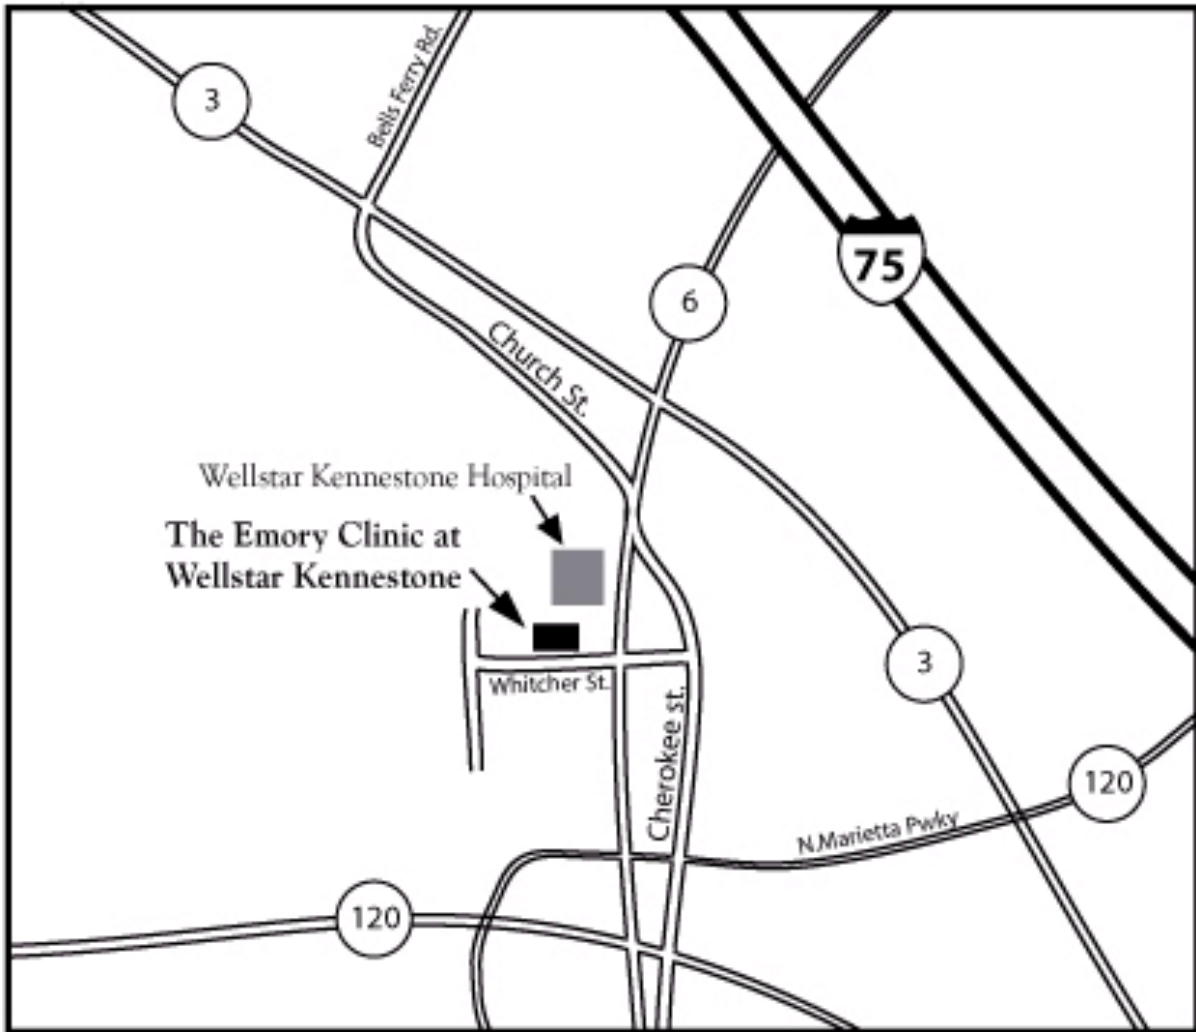 3
Bells Ferry Rd.
75
6
Church St.
Wellstar Kennestone Hospital
The Emory Clinic at
Wellstar Kennestone
Whitcher St.
Cherokee st.
3
120
N.Marietta Pwky
120